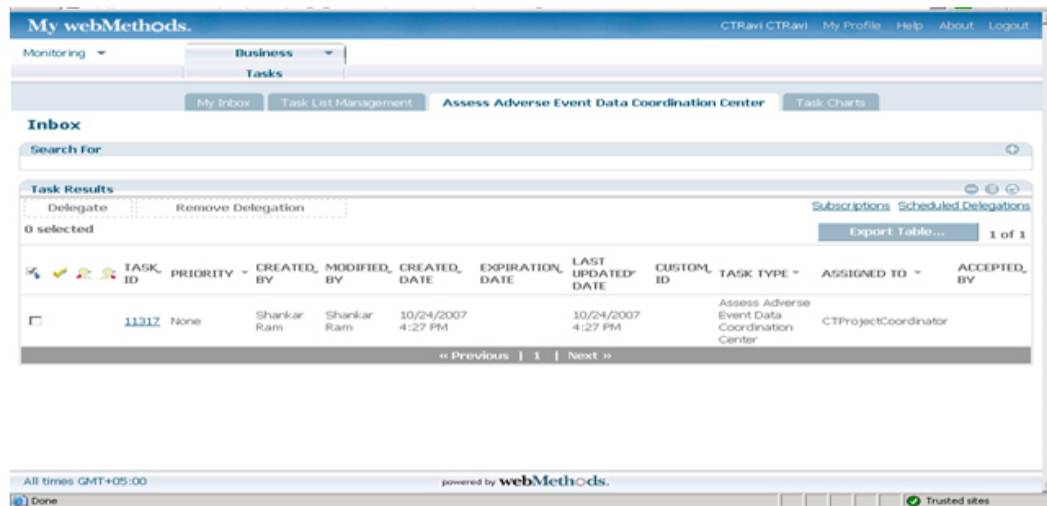 My webMethods.
CTRavi CTRavi My Profile Help About Logout
Monitoring
Business
Tasks
My Inbox Task List Management Assess Adverse Event Data Coordination Center Task Charts
Inbox
Search For
Task Results
Delegate Remove Delegation
Subscriptions Scheduled Delegations
0 selected
Export Table... 1 of 1
TASK ID PRIORITY CREATED BY MODIFIED BY CREATED DATE EXPIRATION DATE LAST UPDATED DATE CUSTOM ID TASK TYPE ASSIGNED TO ACCEPTED BY
11317 None Shankar Ram Shankar Ram 10/24/2007 4:27 PM 10/24/2007 4:27 PM Assess Adverse Event Data Coordination Center CTProjectCoordinator
« Previous | 1 | Next »
All times GMT+05:00
powered by webMethods.
Done
Trusted sites